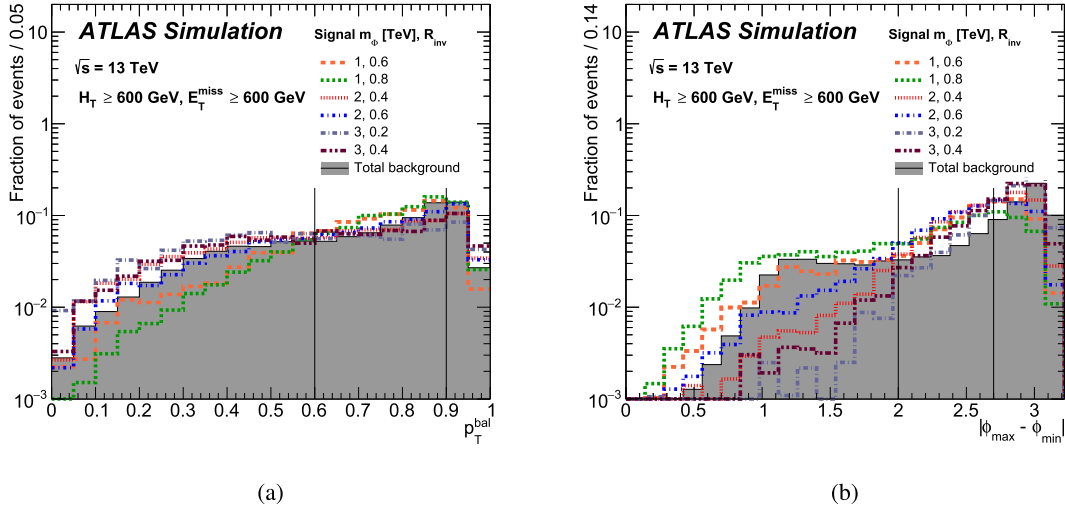 ATLAS Simulation
√s = 13 TeV
H_T ≥ 600 GeV, E_T^miss ≥ 600 GeV
Signal m_Φ [TeV], R_inv
1, 0.6
1, 0.8
2, 0.4
2, 0.6
3, 0.2
3, 0.4
Total background
Fraction of events / 0.05
10
1
10⁻¹
10⁻²
10⁻³
0 0.1 0.2 0.3 0.4 0.5 0.6 0.7 0.8 0.9 1
p_T^bal
(a)
ATLAS Simulation
√s = 13 TeV
H_T ≥ 600 GeV, E_T^miss ≥ 600 GeV
Signal m_Φ [TeV], R_inv
1, 0.6
1, 0.8
2, 0.4
2, 0.6
3, 0.2
3, 0.4
Total background
Fraction of events / 0.14
10
1
10⁻¹
10⁻²
10⁻³
0 0.5 1 1.5 2 2.5 3
|ϕ_max - ϕ_min|
(b)